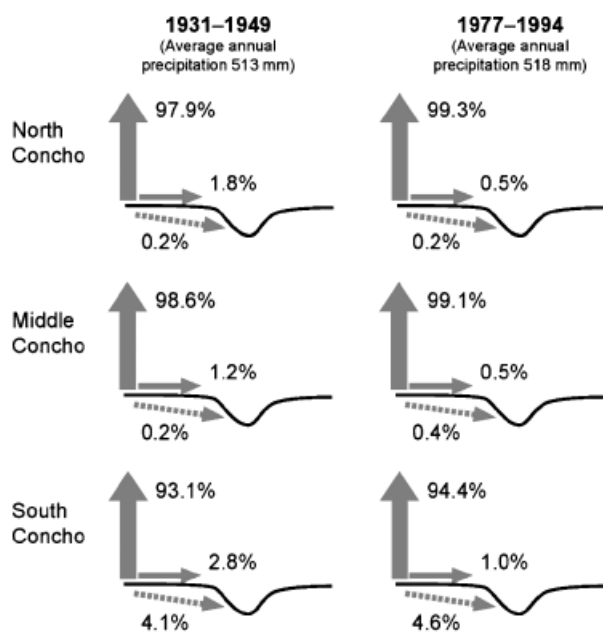 1931–1949
(Average annual
precipitation 513 mm)
1977–1994
(Average annual
precipitation 518 mm)
North
Concho
97.9%
1.8%
0.2%
99.3%
0.5%
0.2%
Middle
Concho
98.6%
1.2%
0.2%
99.1%
0.5%
0.4%
South
Concho
93.1%
2.8%
4.1%
94.4%
1.0%
4.6%